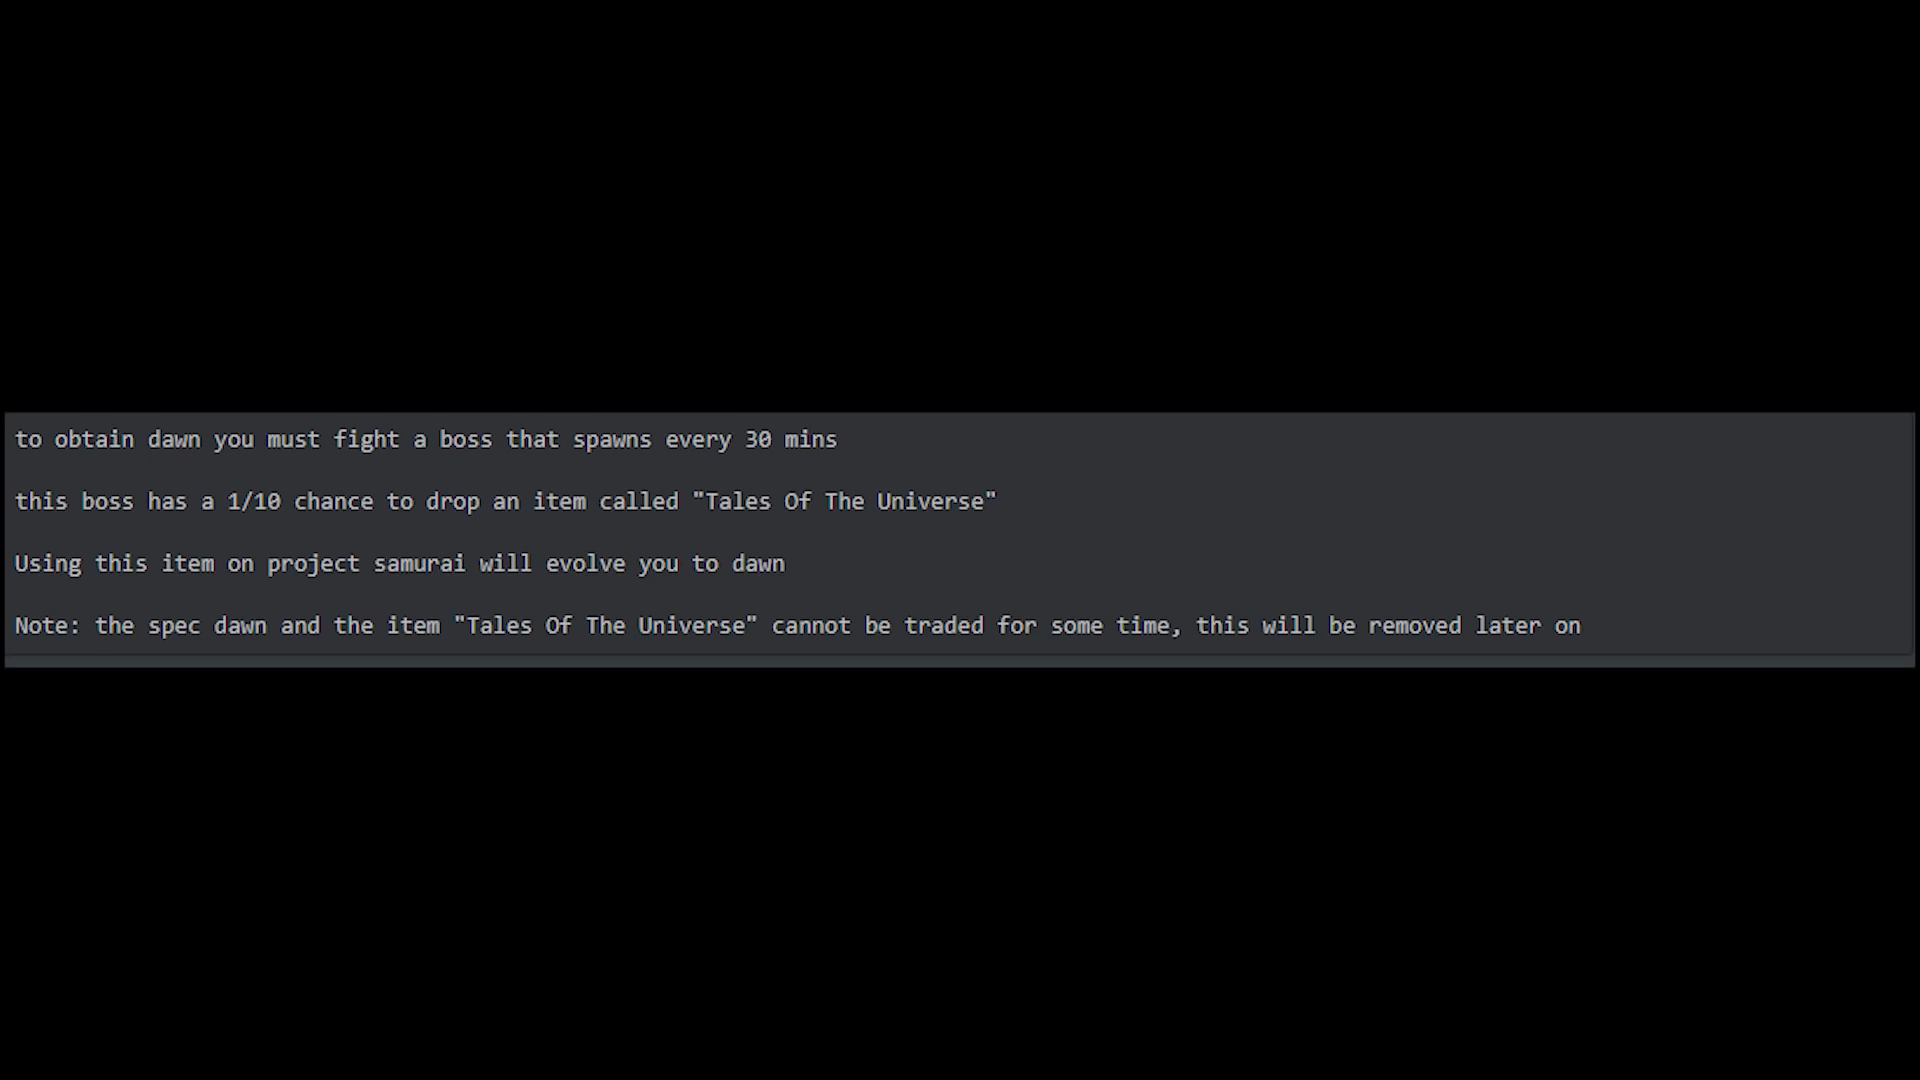 to obtain dawn you must fight a boss that spawns every 30 mins
this boss has a 1/10 chance to drop an item called "Tales Of The Universe"
Using this item on project samurai will evolve you to dawn
Note: the spec dawn and the item "Tales Of The Universe" cannot be traded for some time, this will be removed later on